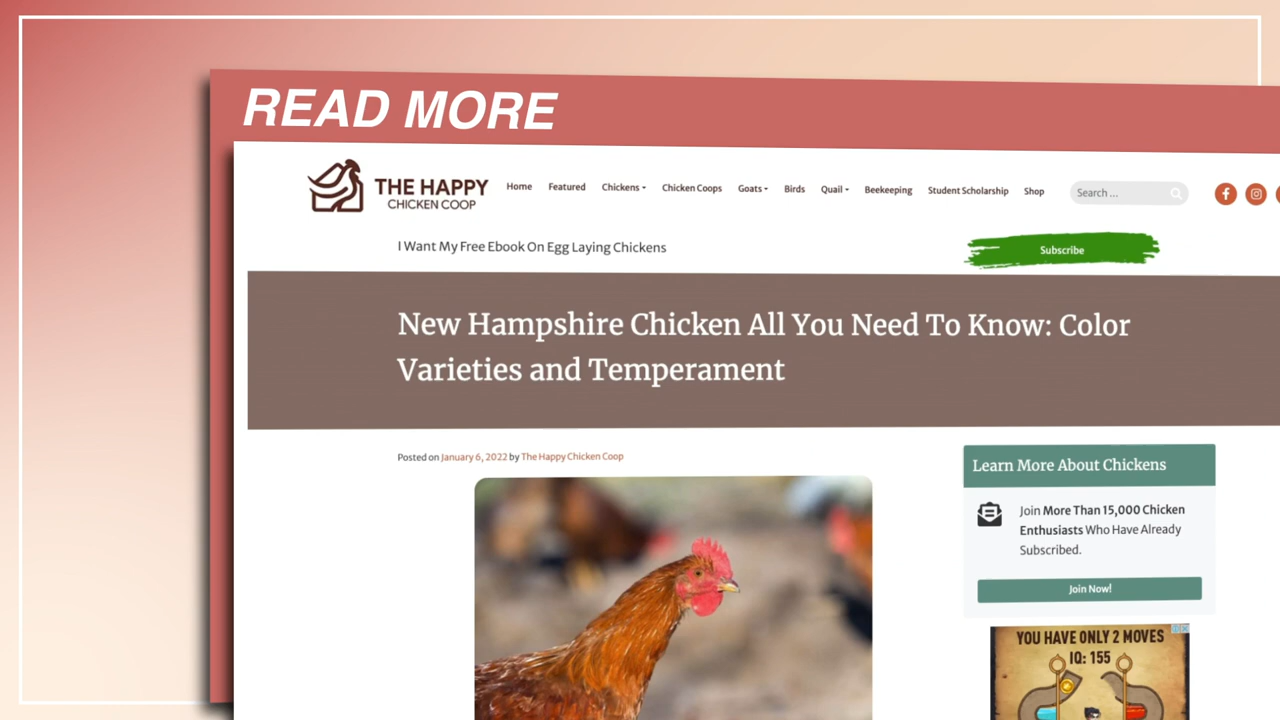 READ MORE
THE HAPPY
CHICKEN COOP
Home Featured Chickens Chicken Coops Goats Birds Quail Beekeeping Student Scholarship Shop Search ...
I Want My Free Ebook On Egg Laying Chickens
Subscribe
New Hampshire Chicken All You Need To Know: Color
Varieties and Temperament
Posted on January 6, 2022 by The Happy Chicken Coop
Learn More About Chickens
Join More Than 15,000 Chicken
Enthusiasts Who Have Already
Subscribed.
Join Now!
YOU HAVE ONLY 2 MOVES
IQ: 155